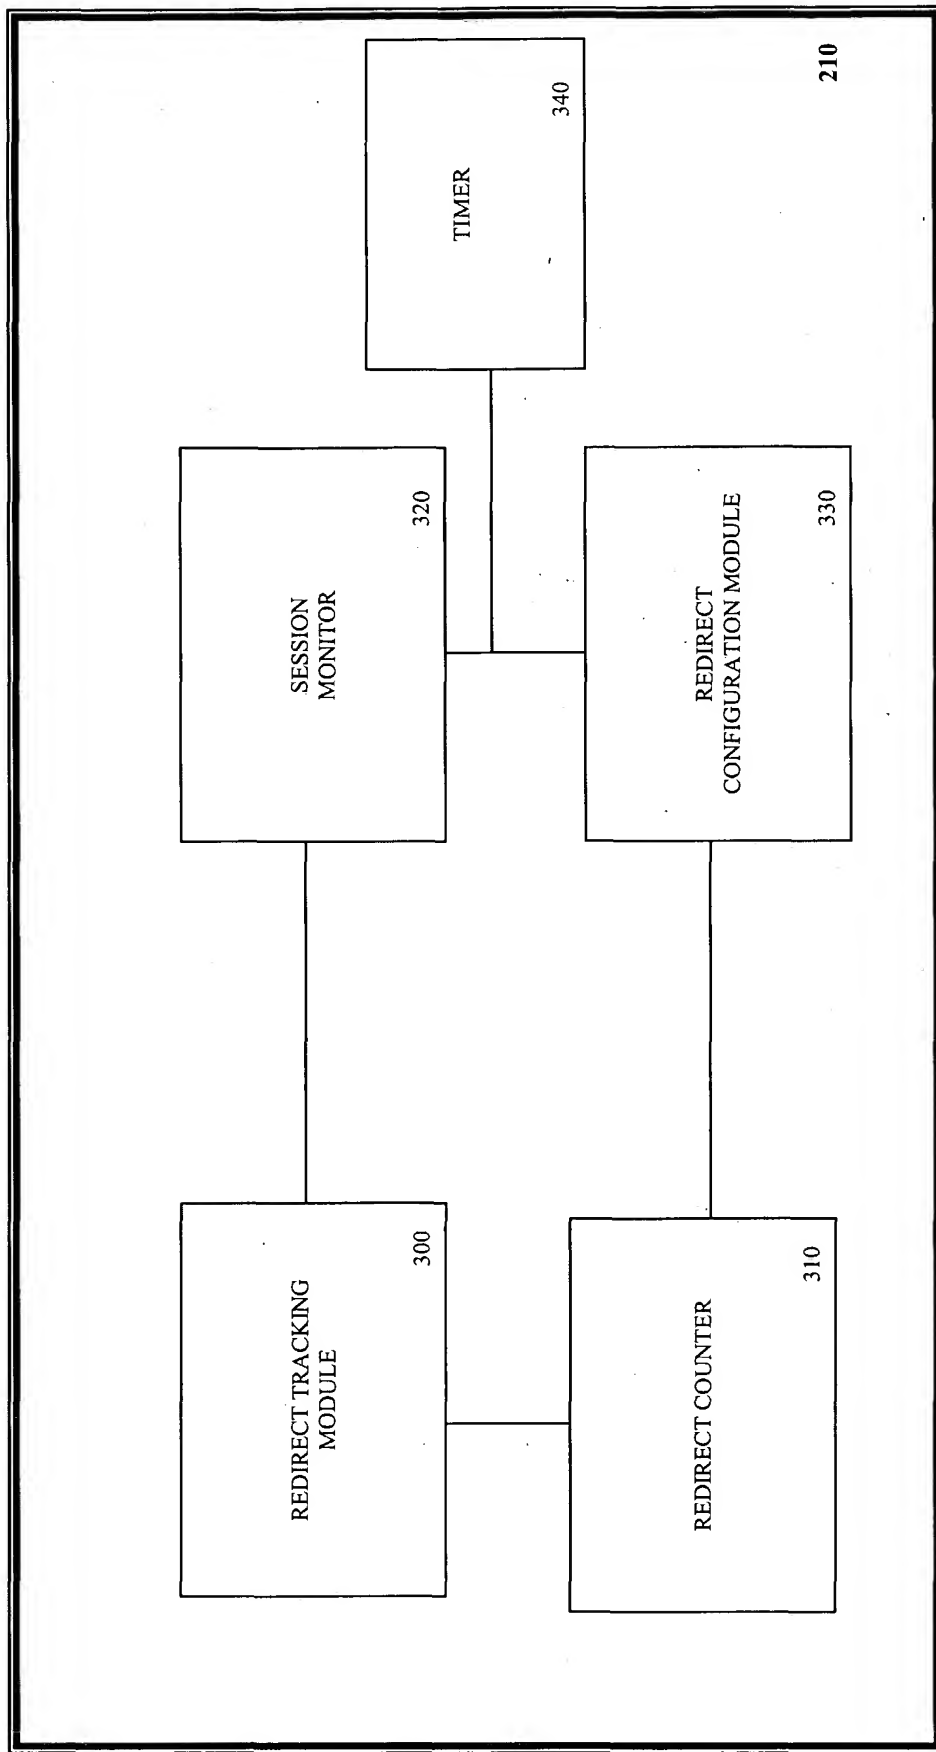 REDIRECT TRACKING
MODULE
300
SESSION
MONITOR
320
TIMER
340
REDIRECT COUNTER
310
REDIRECT
CONFIGURATION MODULE
330
210